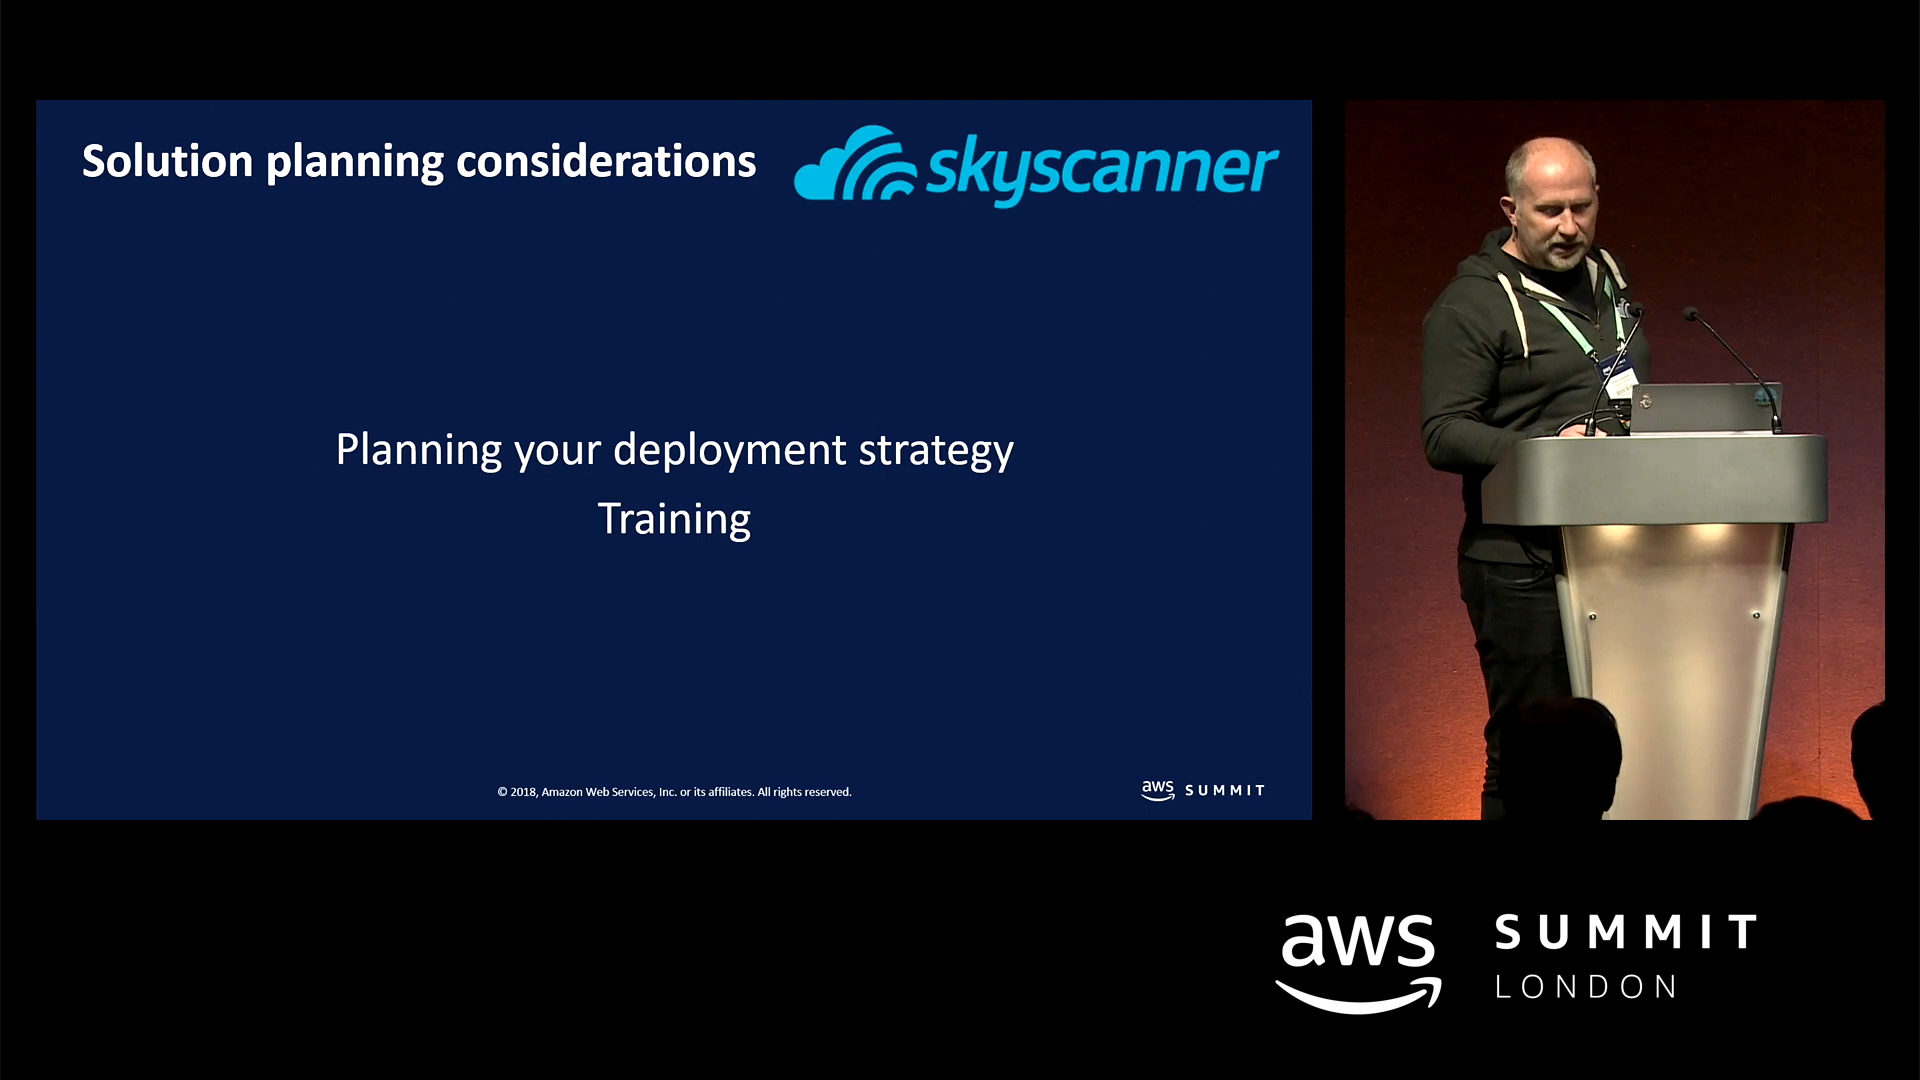 Solution planning considerations
skyscanner
Planning your deployment strategy
Training
© 2018, Amazon Web Services, Inc. or its affiliates. All rights reserved.
aws SUMMIT
aws SUMMIT
LONDON